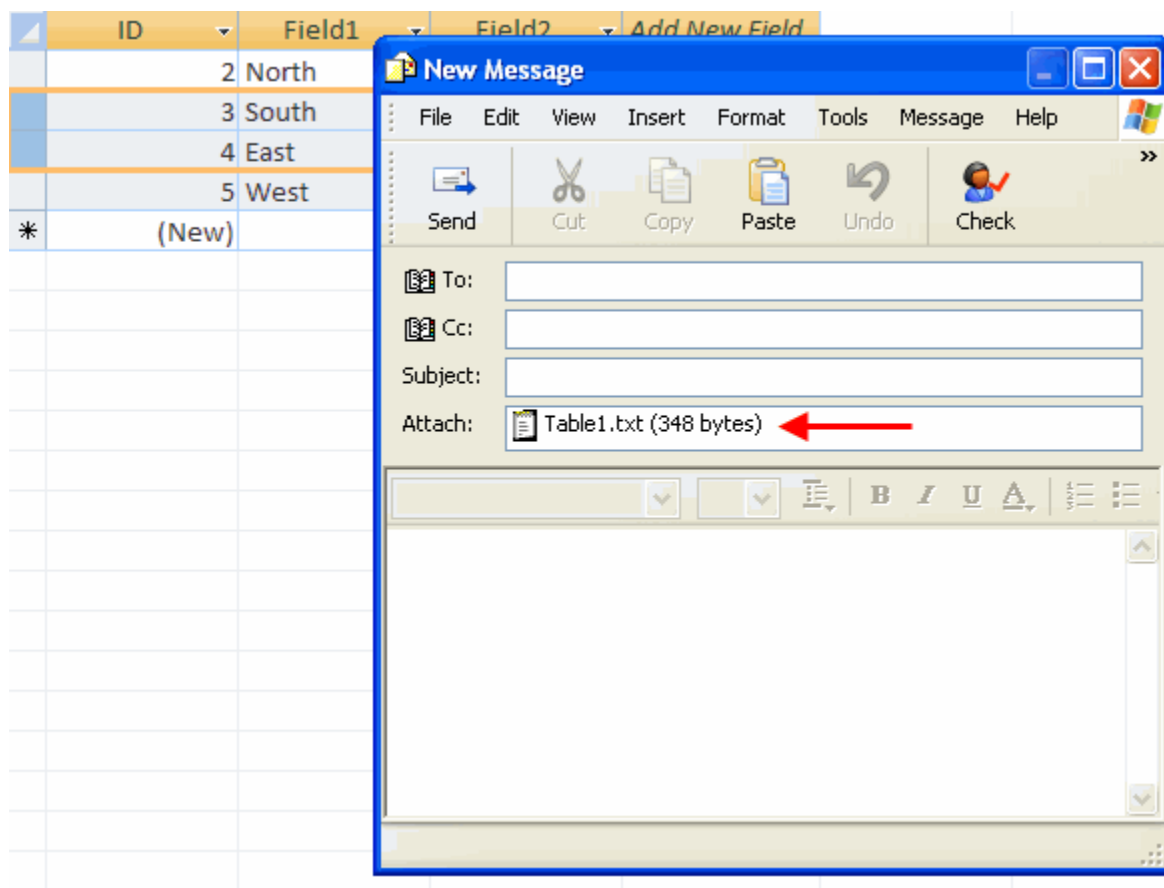 ID Field1 Field2 Add New Field
2 North
3 South
4 East
5 West
* (New)
New Message
File Edit View Insert Format Tools Message Help
»
Send Cut Copy Paste Undo Check
To:
Cc:
Subject:
Attach: Table1.txt (348 bytes)
B I U A